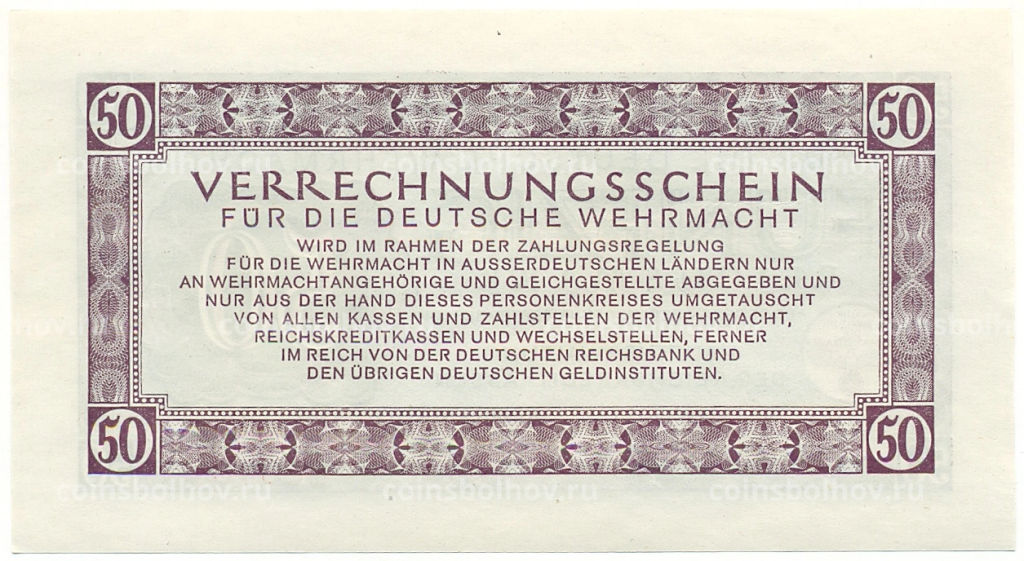 50 50
VERRECHNUNGSSCHEIN
FÜR DIE DEUTSCHE WEHRMACHT
WIRD IM RAHMEN DER ZAHLUNGSREGELUNG
FÜR DIE WEHRMACHT IN AUSSERDEUTSCHEN LÄNDERN NUR
AN WEHRMACHTANGEHÖRIGE UND GLEICHGESTELLTE ABGEGEBEN UND
NUR AUS DER HAND DIESES PERSONENKREISES UMGETAUSCHT
VON ALLEN KASSEN UND ZAHLSTELLEN DER WEHRMACHT,
REICHSKREDITKASSEN UND WECHSELSTELLEN, FERNER
IM REICH VON DER DEUTSCHEN REICHSBANK UND
DEN ÜBRIGEN DEUTSCHEN GELDINSTITUTEN.
50 50
coinsbolhov.ru coinsbolhov.ru coinsbolhov.ru